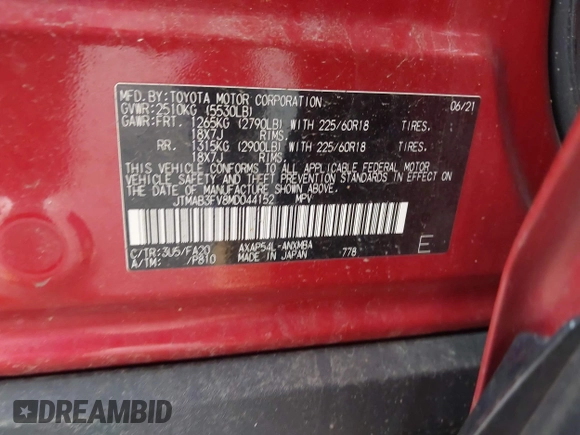 MFD. BY: TOYOTA MOTOR CORPORATION 06/21
GVWR: 2510KG (5530LB)
GAWR: FRT. 1265KG (2790LB) WITH 225/60R18 TIRES.
18X7J RIMS.
RR. 1315KG (2900LB) WITH 225/60R18 TIRES.
18X7J RIMS.
THIS VEHICLE CONFORMS TO ALL APPLICABLE FEDERAL MOTOR
VEHICLE SAFETY AND THEFT PREVENTION STANDARDS IN EFFECT
ON THE DATE OF MANUFACTURE SHOWN ABOVE.
JTMAB3FV8MD044152 MPV
C/TR: 3U5/FA20 AXAP54L-ANXMBA E
A/TM: /P810 MADE IN JAPAN 778
DREAMBID